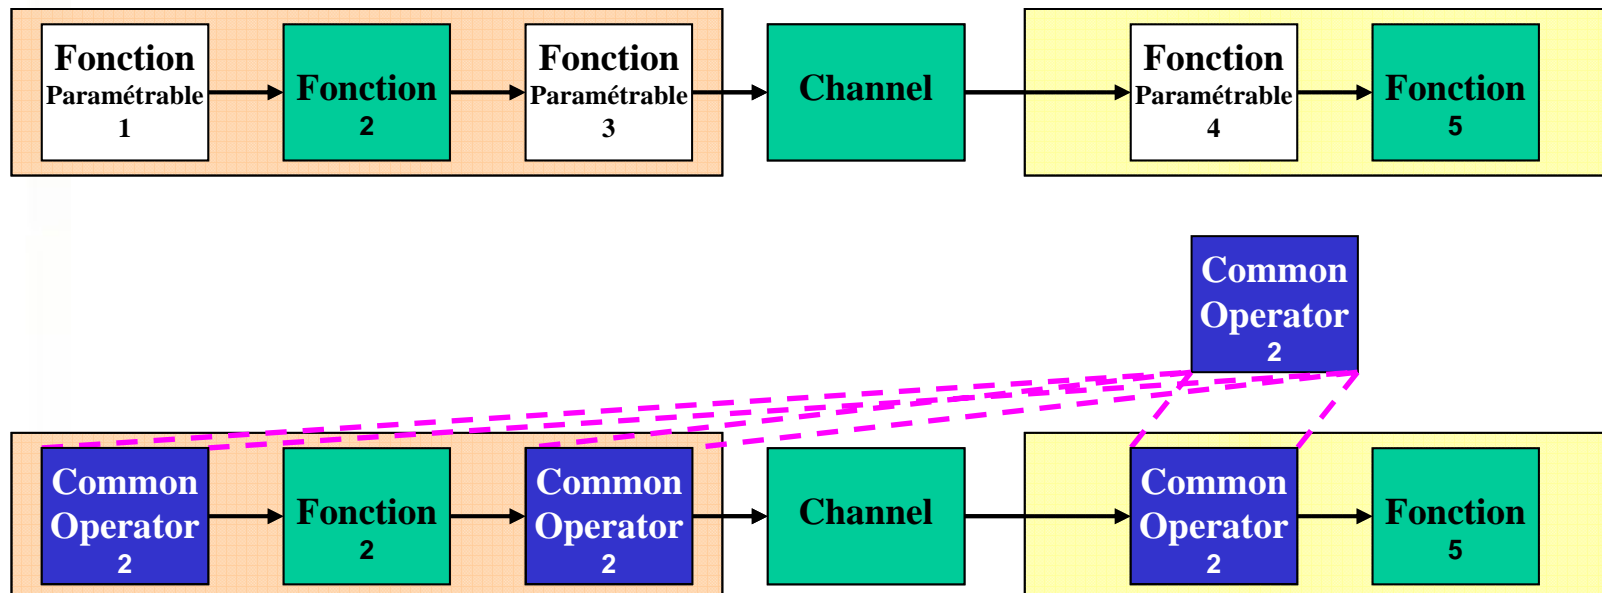 Fonction
Paramétrable
1
Fonction
2
Fonction
Paramétrable
3
Channel
Fonction
Paramétrable
4
Fonction
5
Common
Operator
2
Common
Operator
2
Fonction
2
Common
Operator
2
Channel
Common
Operator
2
Fonction
5